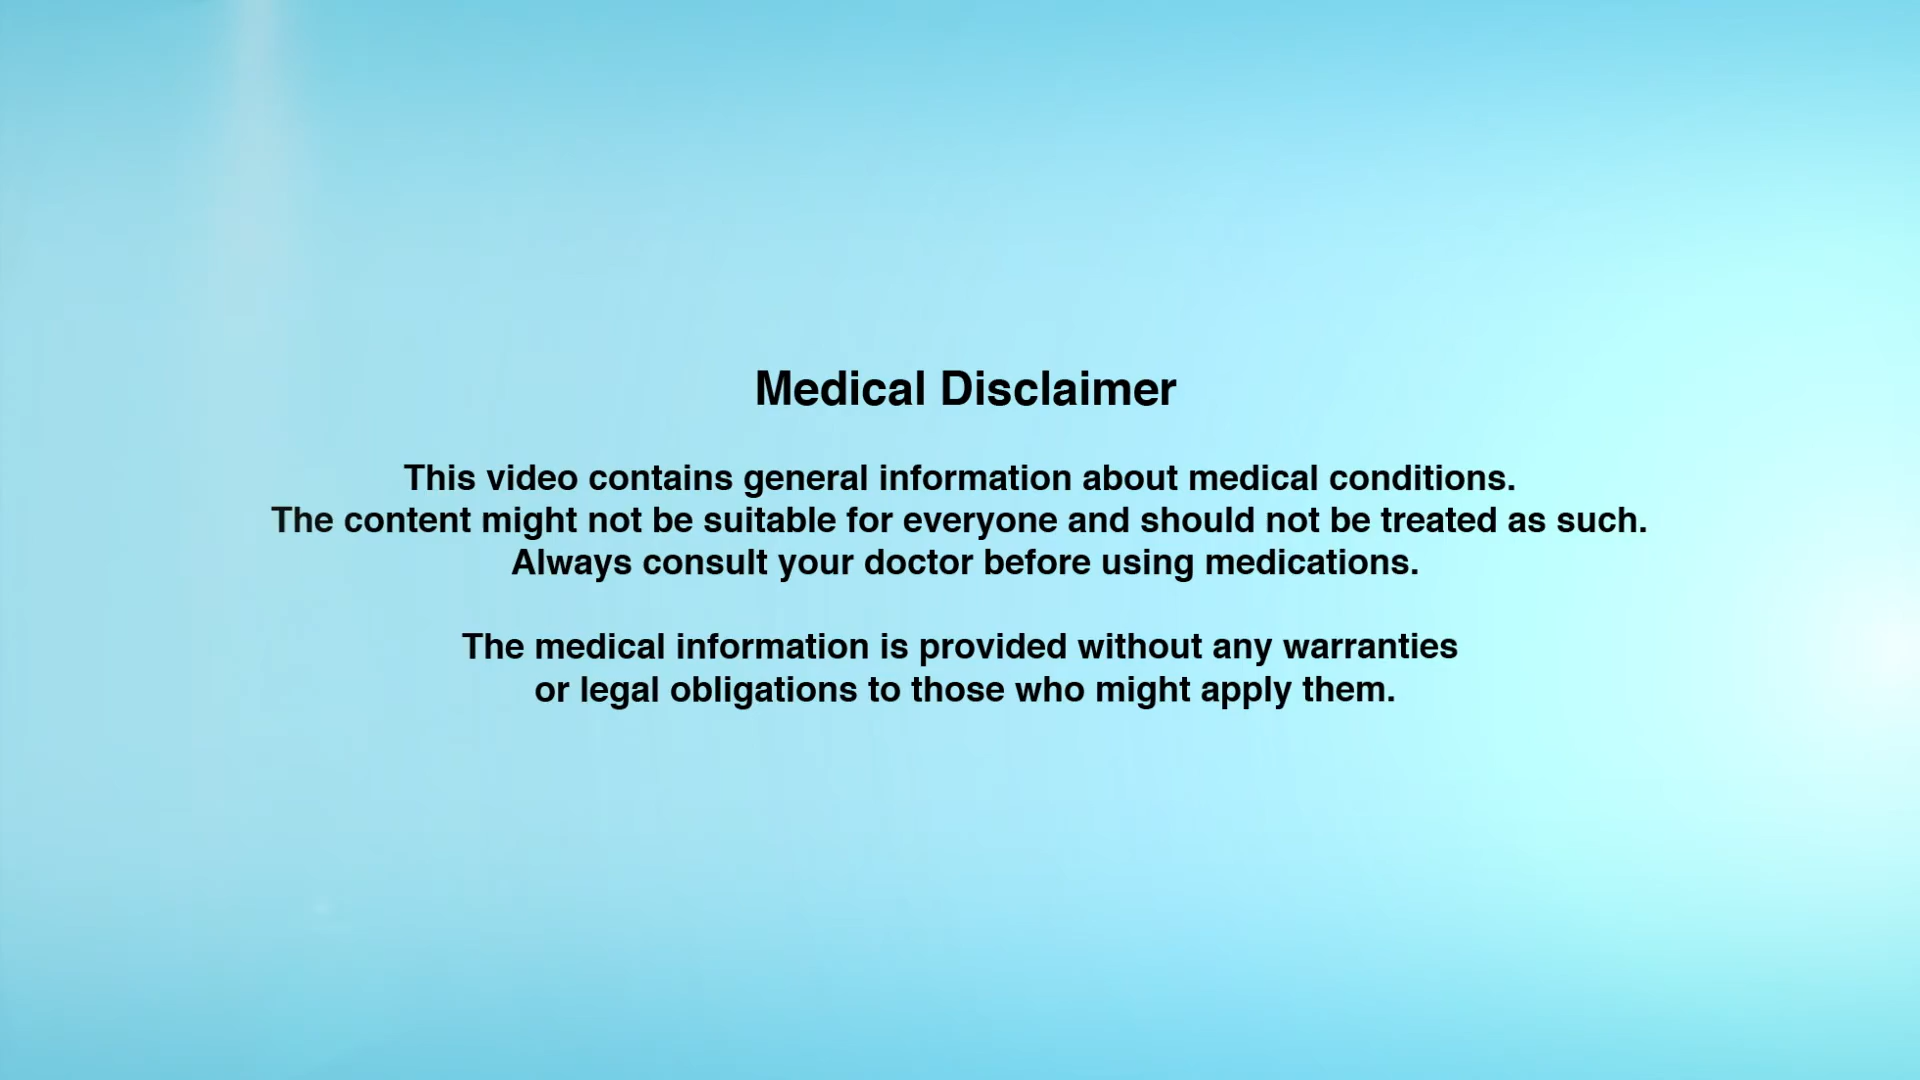 Medical Disclaimer
This video contains general information about medical conditions.
The content might not be suitable for everyone and should not be treated as such.
Always consult your doctor before using medications.
The medical information is provided without any warranties
or legal obligations to those who might apply them.